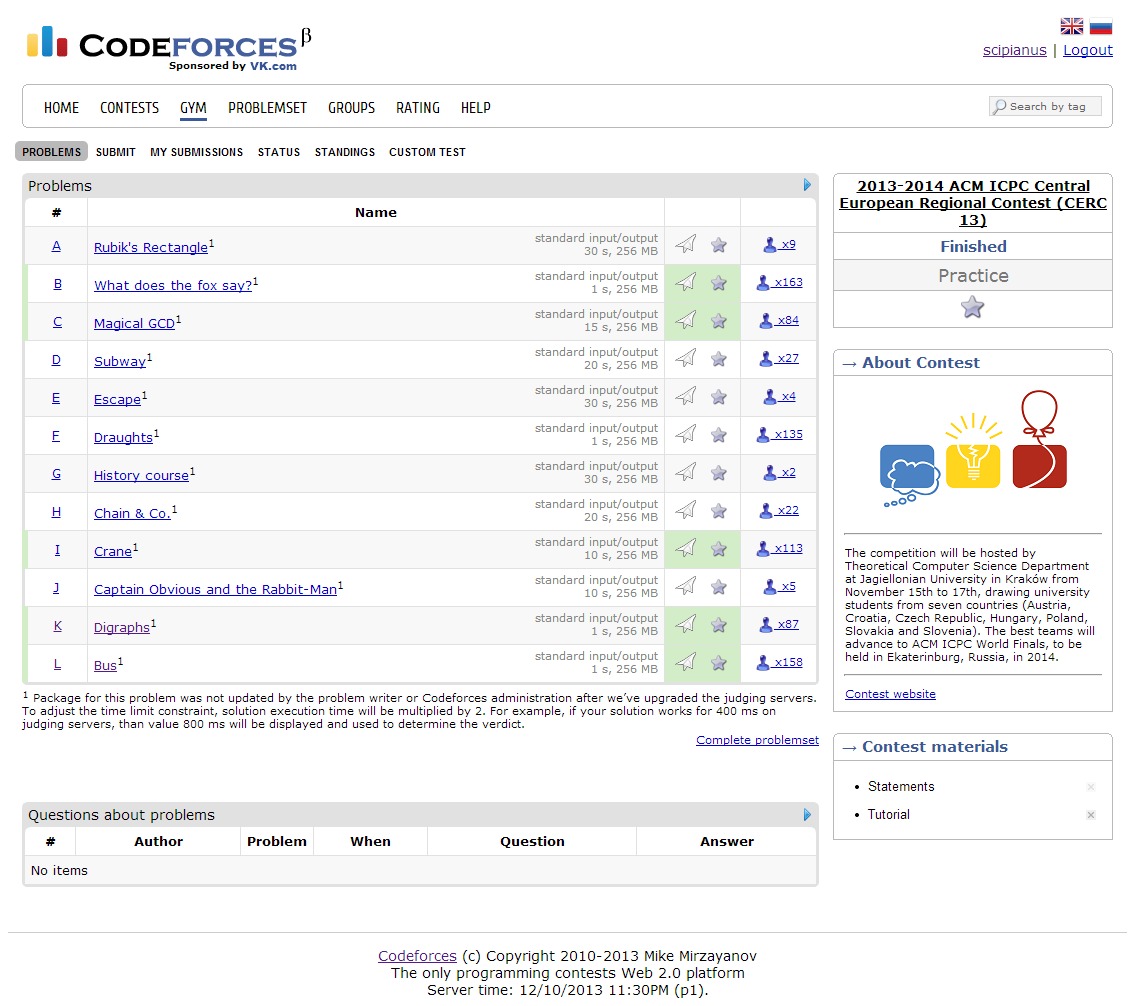 CODEFORCES β
Sponsored by VK.com
scipianus | Logout
HOME CONTESTS GYM PROBLEMSET GROUPS RATING HELP
Search by tag
PROBLEMS SUBMIT MY SUBMISSIONS STATUS STANDINGS CUSTOM TEST
Problems
# Name
A Rubik's Rectangle1 standard input/output
30 s, 256 MB x9
B What does the fox say?1 standard input/output
1 s, 256 MB x163
C Magical GCD1 standard input/output
15 s, 256 MB x84
D Subway1 standard input/output
20 s, 256 MB x27
E Escape1 standard input/output
30 s, 256 MB x4
F Draughts1 standard input/output
1 s, 256 MB x135
G History course1 standard input/output
30 s, 256 MB x2
H Chain & Co.1 standard input/output
20 s, 256 MB x22
I Crane1 standard input/output
10 s, 256 MB x113
J Captain Obvious and the Rabbit-Man1 standard input/output
10 s, 256 MB x5
K Digraphs1 standard input/output
1 s, 256 MB x87
L Bus1 standard input/output
1 s, 256 MB x158
1 Package for this problem was not updated by the problem writer or Codeforces administration after we've upgraded the judging servers.
To adjust the time limit constraint, solution execution time will be multiplied by 2. For example, if your solution works for 400 ms on
judging servers, than value 800 ms will be displayed and used to determine the verdict.
Complete problemset
Questions about problems
# Author Problem When Question Answer
No items
2013-2014 ACM ICPC Central
European Regional Contest (CERC
13)
Finished
Practice
→ About Contest
The competition will be hosted by
Theoretical Computer Science Department
at Jagiellonian University in Kraków from
November 15th to 17th, drawing university
students from seven countries (Austria,
Croatia, Czech Republic, Hungary, Poland,
Slovakia and Slovenia). The best teams will
advance to ACM ICPC World Finals, to be
held in Ekaterinburg, Russia, in 2014.
Contest website
→ Contest materials
• Statements ×
• Tutorial ×
Codeforces (c) Copyright 2010-2013 Mike Mirzayanov
The only programming contests Web 2.0 platform
Server time: 12/10/2013 11:30PM (p1).